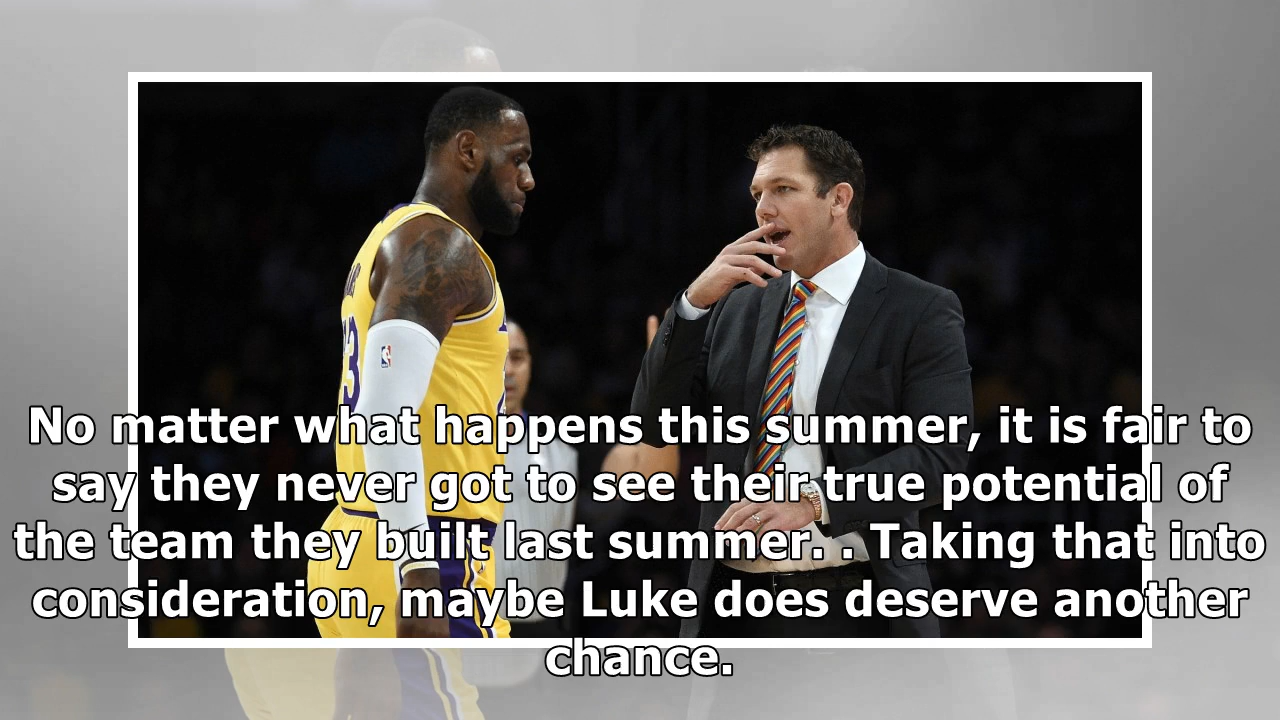 No matter what happens this summer, it is fair to
say they never got to see their true potential of
the team they built last summer. . Taking that into
consideration, maybe Luke does deserve another
chance.